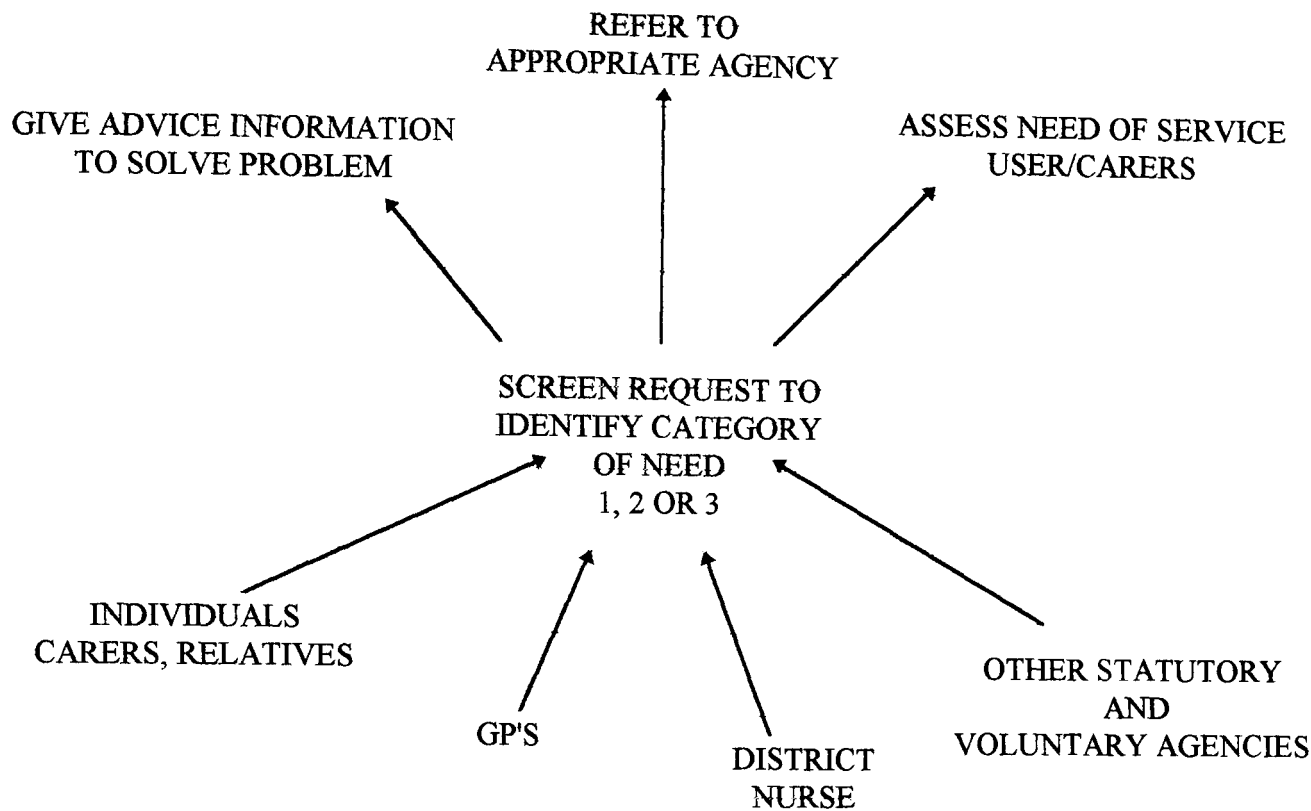 REFER TO
APPROPRIATE AGENCY
GIVE ADVICE INFORMATION
TO SOLVE PROBLEM
ASSESS NEED OF SERVICE
USER/CARERS
SCREEN REQUEST TO
IDENTIFY CATEGORY
OF NEED
1, 2 OR 3
INDIVIDUALS
CARERS, RELATIVES
GP'S
DISTRICT
NURSE
OTHER STATUTORY
AND
VOLUNTARY AGENCIES